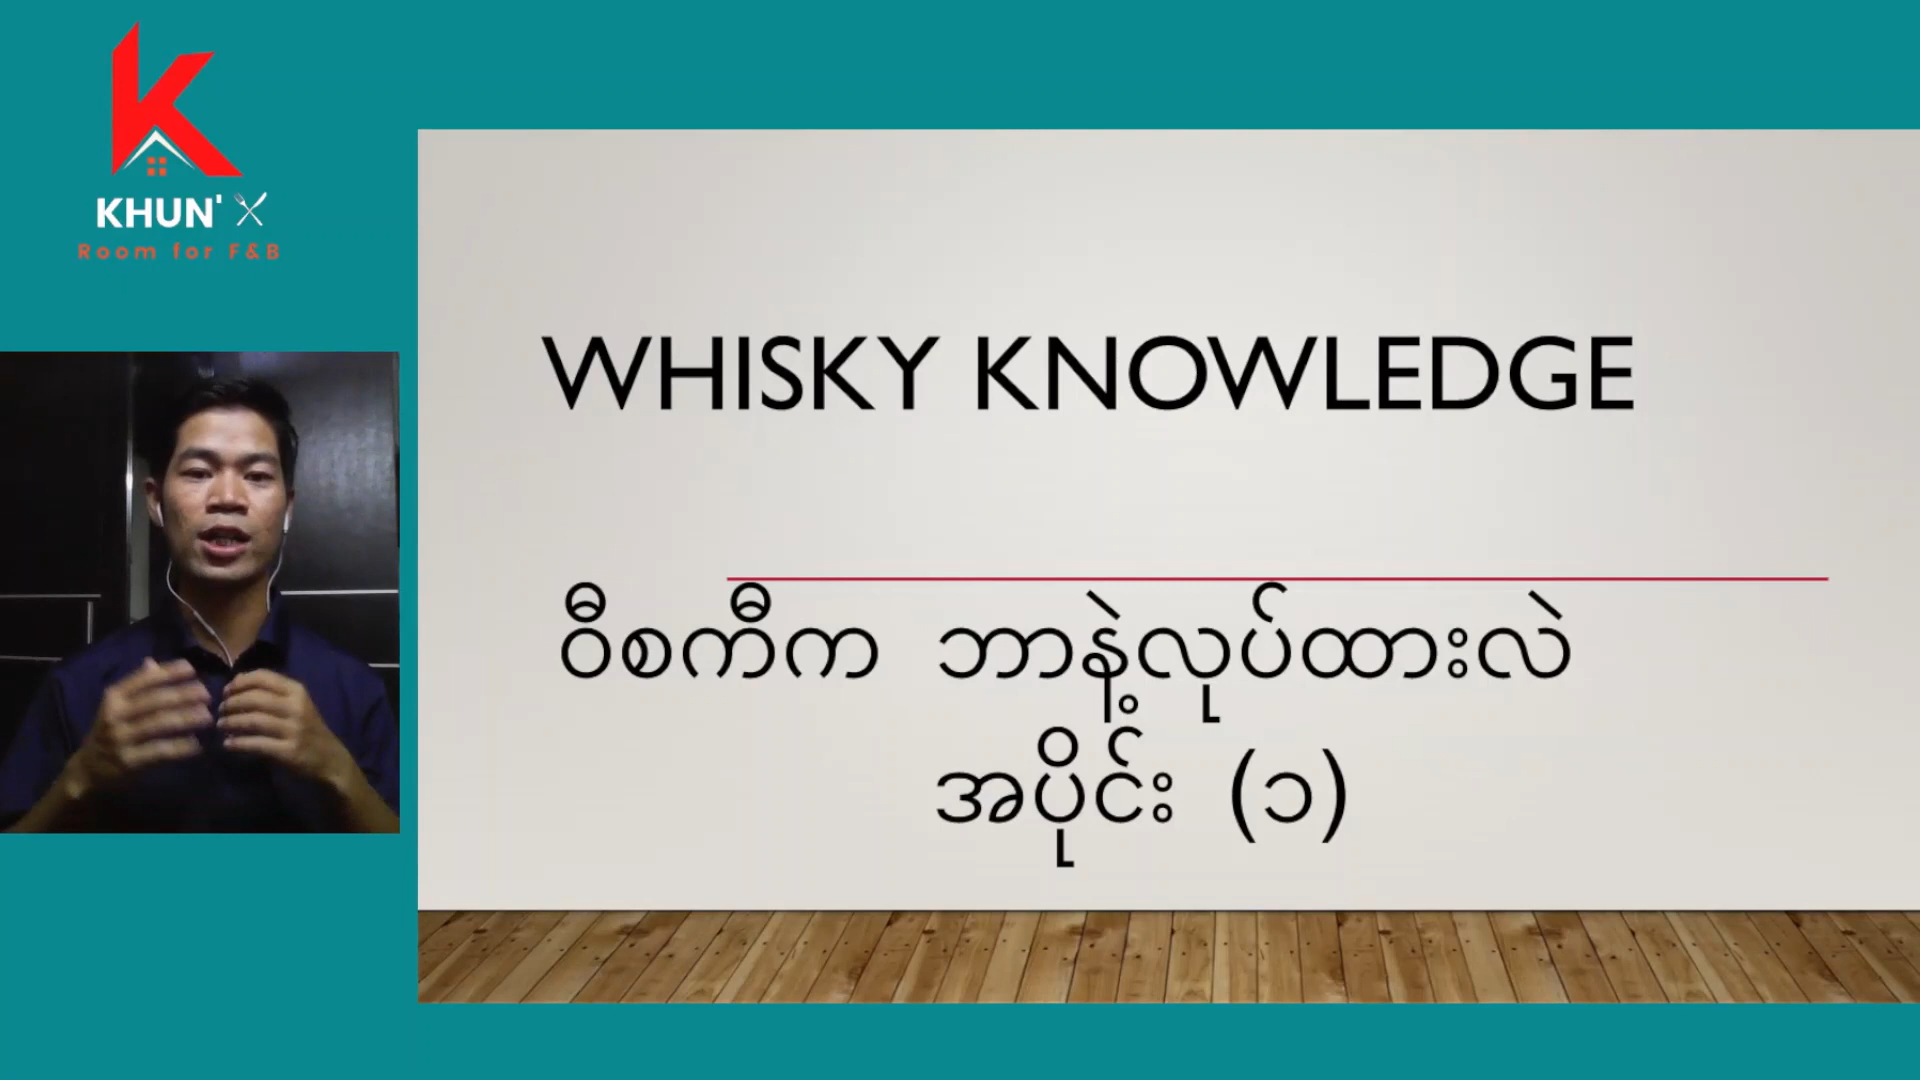 KHUN'
Room for F&B
WHISKY KNOWLEDGE
ဝီစကီက ဘာနဲ့လုပ်ထားလဲ
အပိုင်း (၁)